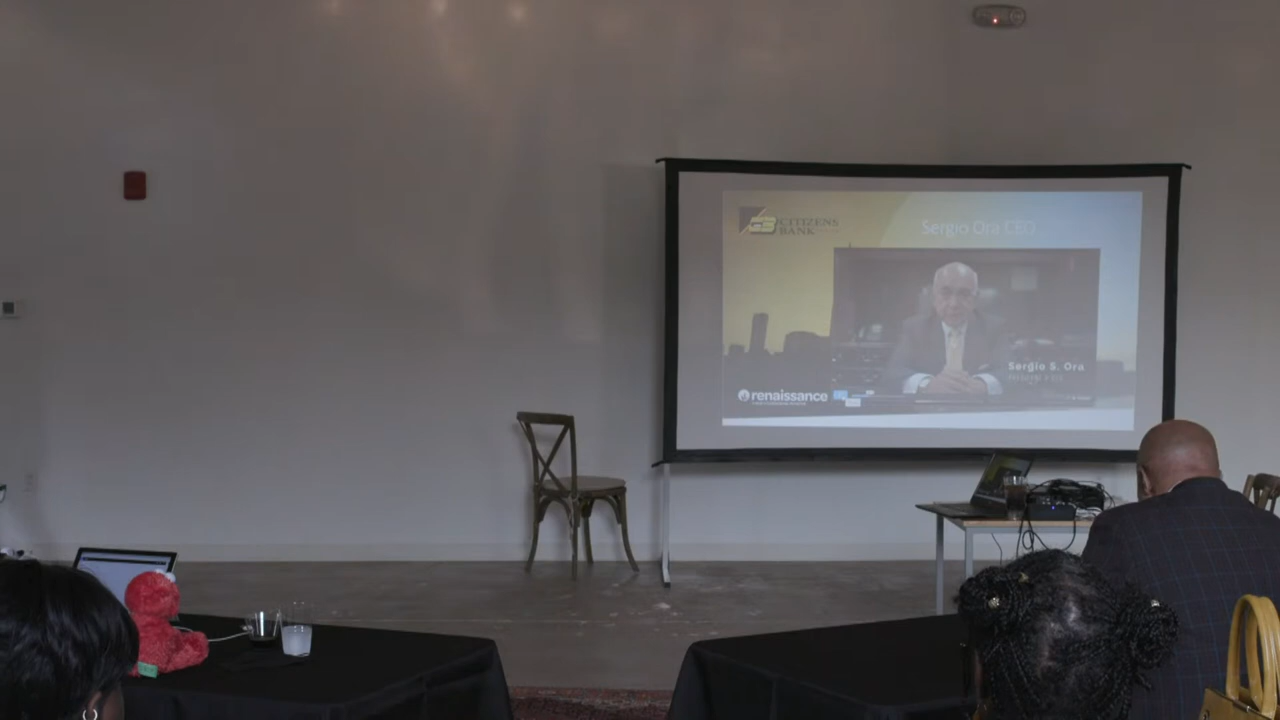 CITIZENS
BANK
Sergio Ora CEO
Sergio S. Ora
renaissance